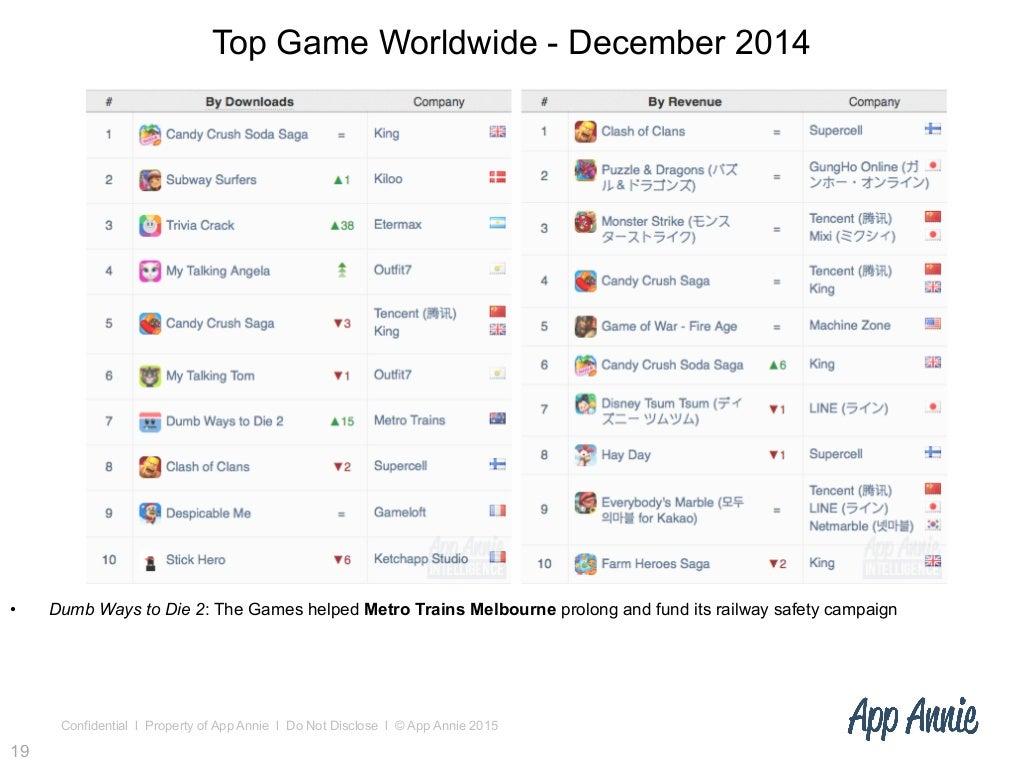 Top Game Worldwide - December 2014
# By Downloads Company
1 Candy Crush Soda Saga = King
2 Subway Surfers ▲1 Kiloo
3 Trivia Crack ▲38 Etermax
4 My Talking Angela Outfit7
5 Candy Crush Saga ▼3 Tencent (腾讯)
King
6 My Talking Tom ▼1 Outfit7
7 Dumb Ways to Die 2 ▲15 Metro Trains
8 Clash of Clans ▼2 Supercell
9 Despicable Me = Gameloft
10 Stick Hero ▼6 Ketchapp Studio
App Annie
INTELLIGENCE
# By Revenue Company
1 Clash of Clans = Supercell
2 Puzzle & Dragons (パズ = GungHo Online (ガ
ル&ドラゴンズ) ンホー・オンライン)
3 Monster Strike (モンス = Tencent (腾讯)
ターストライク) Mixi (ミクシィ)
4 Candy Crush Saga = Tencent (腾讯)
King
5 Game of War - Fire Age = Machine Zone
6 Candy Crush Soda Saga ▲6 King
7 Disney Tsum Tsum (ディ ▼1 LINE (ライン)
ズニー ツムツム)
8 Hay Day ▼1 Supercell
9 Everybody's Marble (모두 = Tencent (腾讯)
의마블 for Kakao) LINE (ライン)
Netmarble (넷마블)
10 Farm Heroes Saga ▼2 King
App Annie
INTELLIGENCE
• Dumb Ways to Die 2: The Games helped Metro Trains Melbourne prolong and fund its railway safety campaign
Confidential I Property of App Annie I Do Not Disclose I © App Annie 2015
App Annie
19